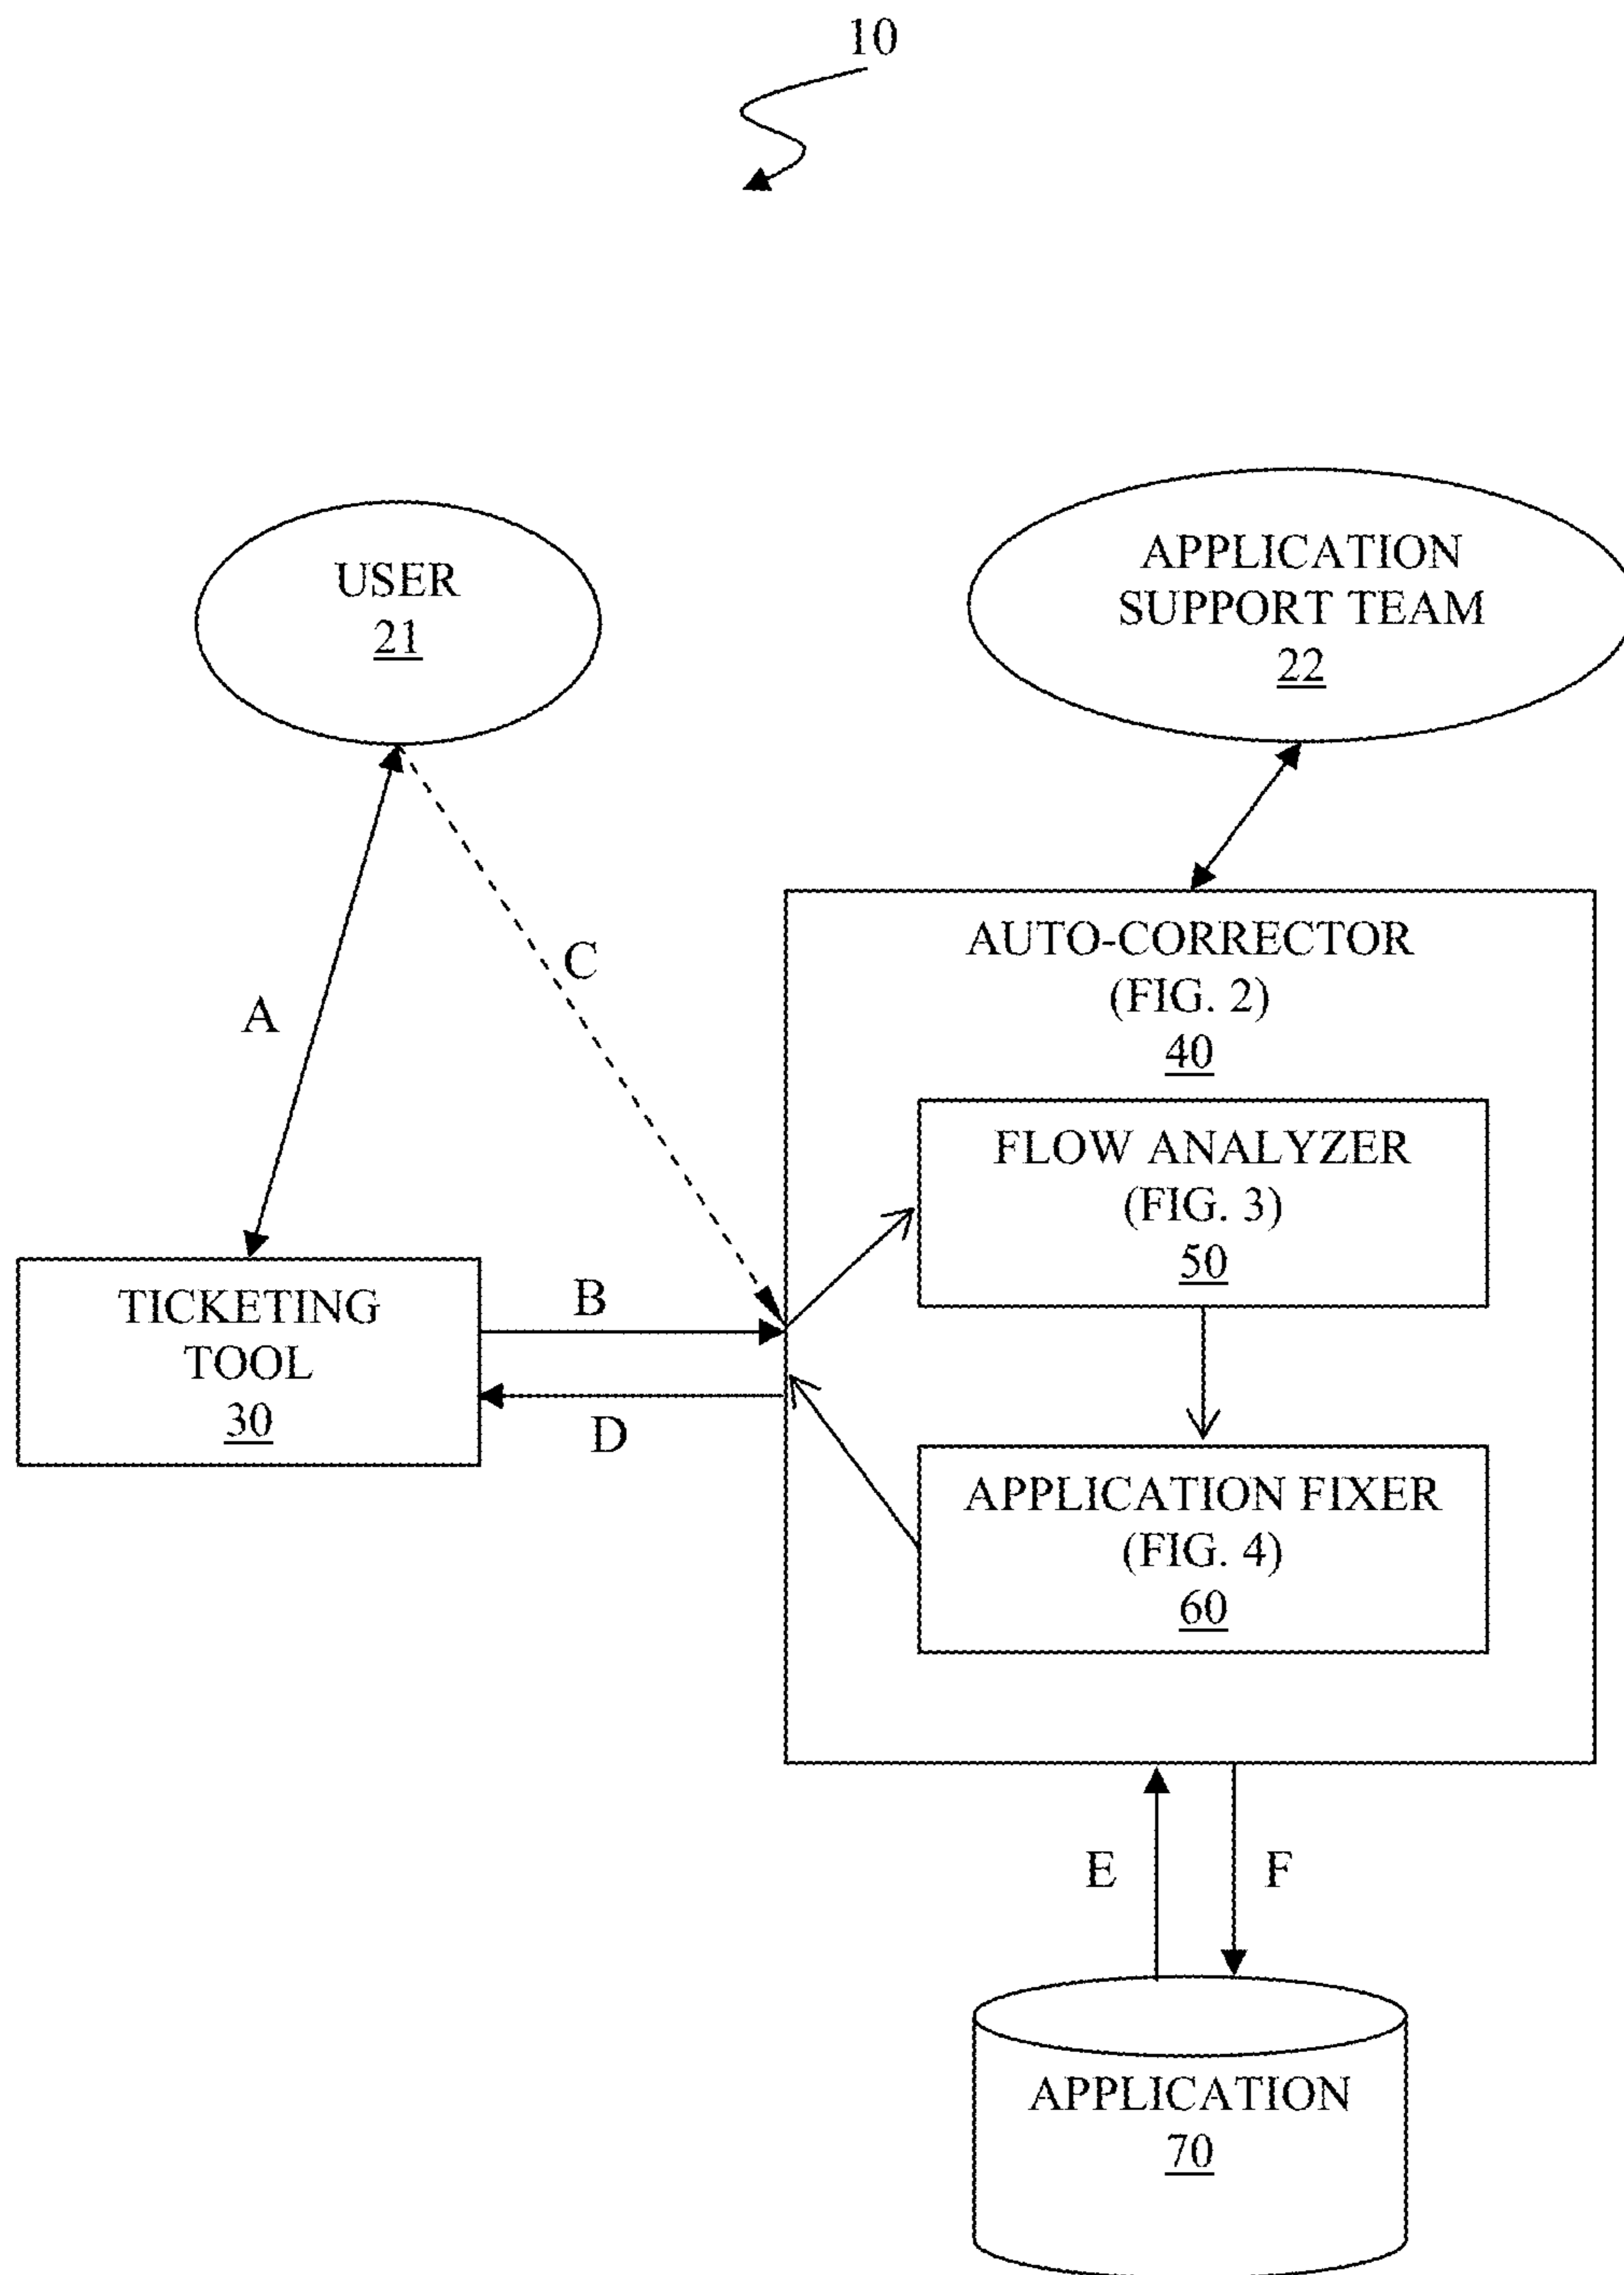 10
USER
21
APPLICATION
SUPPORT TEAM
22
A
C
AUTO-CORRECTOR
(FIG. 2)
40
FLOW ANALYZER
(FIG. 3)
50
TICKETING
TOOL
30
B
D
APPLICATION FIXER
(FIG. 4)
60
E
F
APPLICATION
70